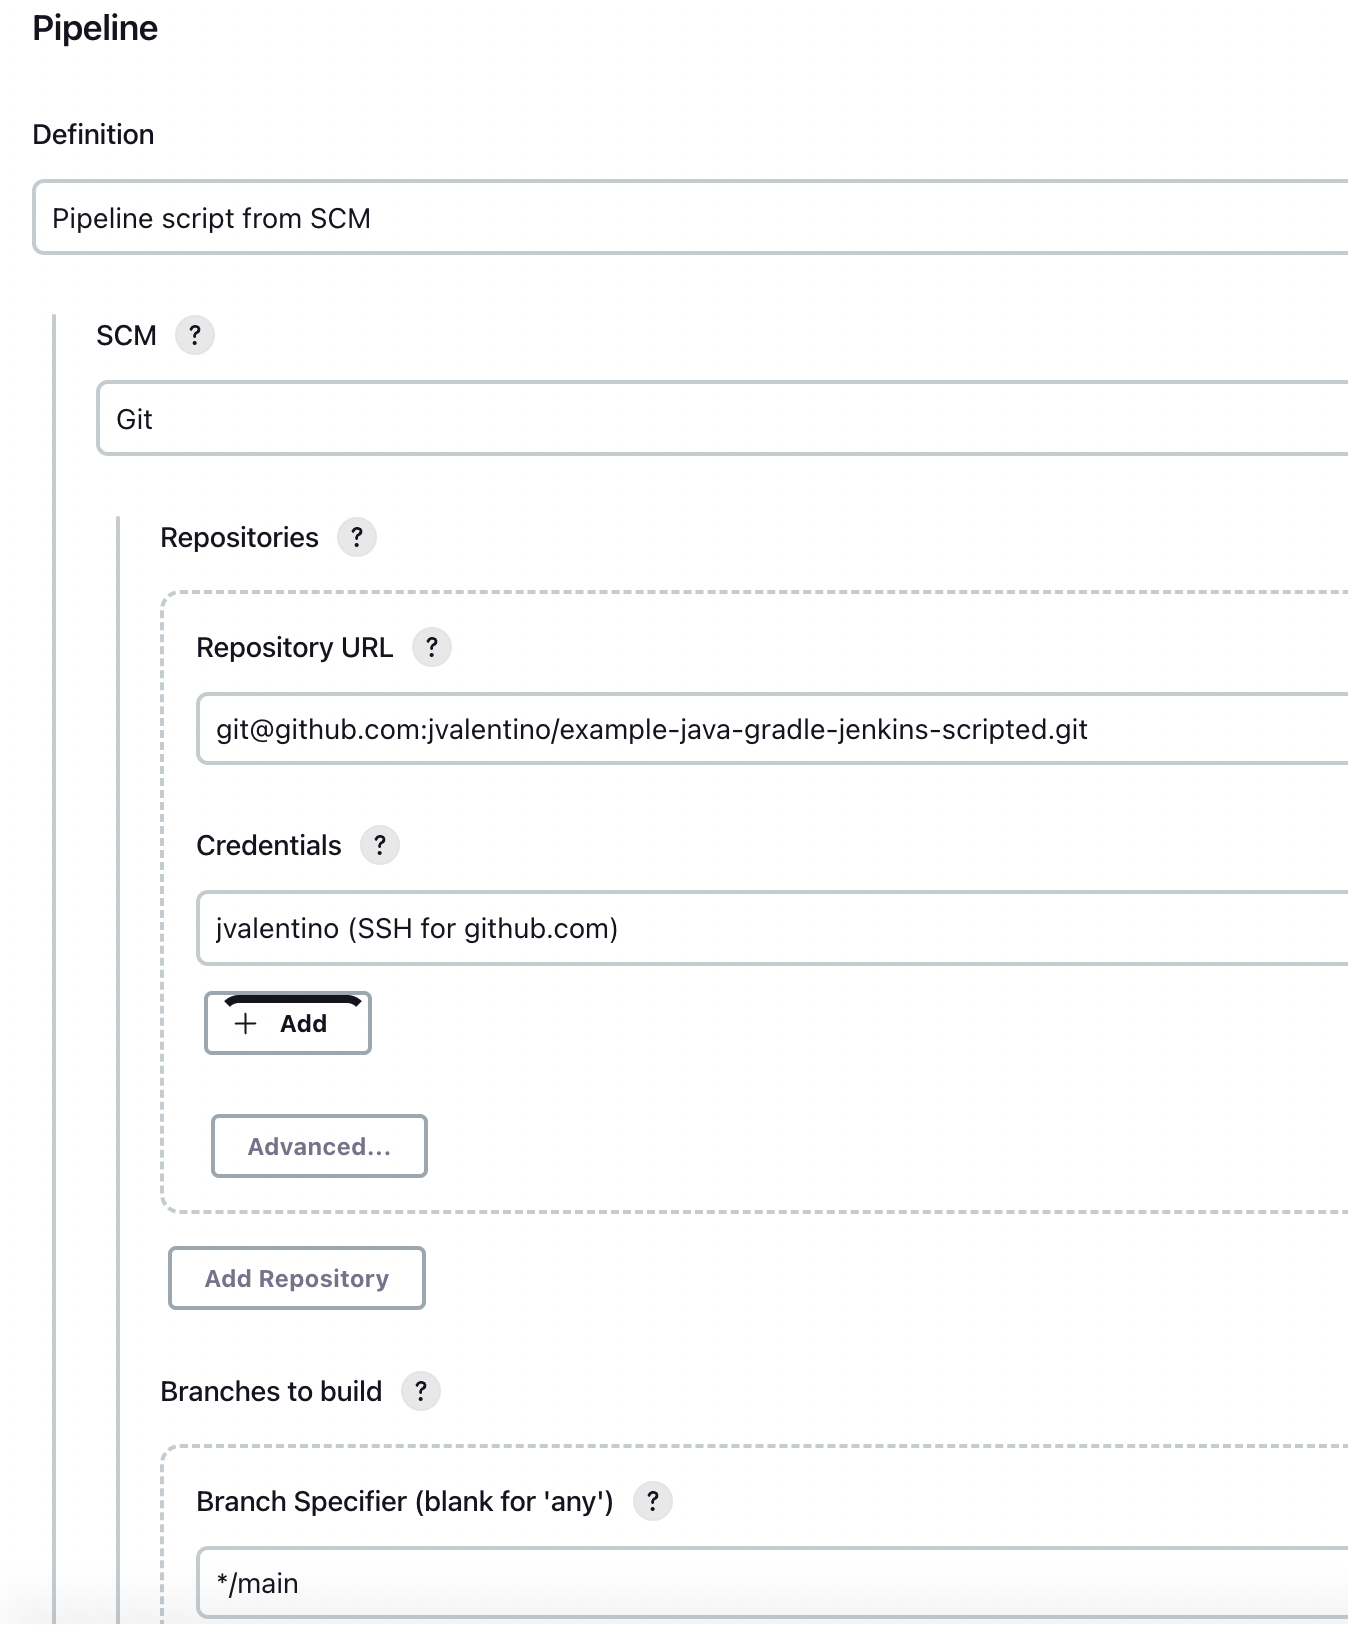 Pipeline
Definition
Pipeline script from SCM
SCM ?
Git
Repositories ?
Repository URL ?
git@github.com:jvalentino/example-java-gradle-jenkins-scripted.git
Credentials ?
jvalentino (SSH for github.com)
+ Add
Advanced...
Add Repository
Branches to build ?
Branch Specifier (blank for 'any') ?
*/main